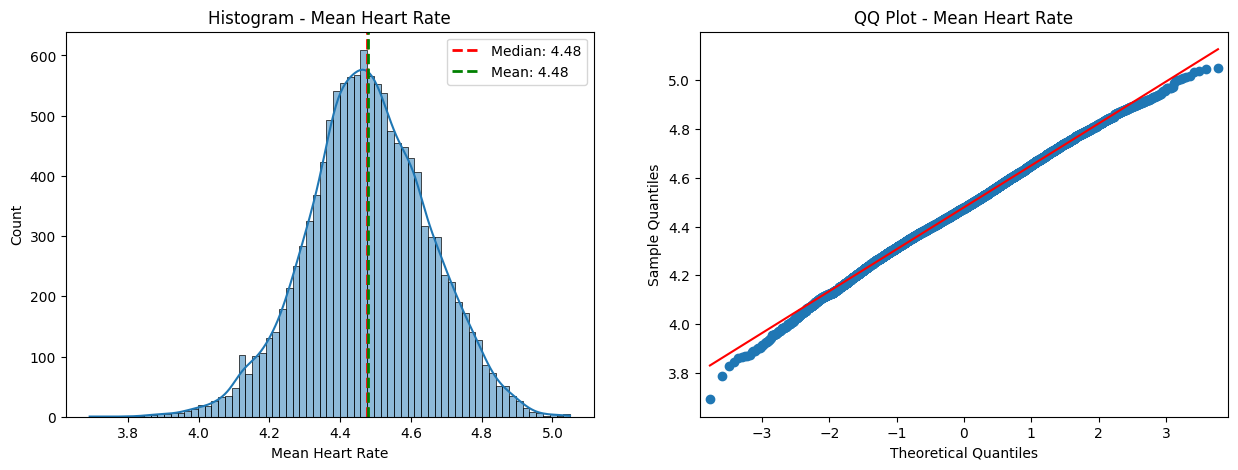 Histogram - Mean Heart Rate
Median: 4.48
Mean: 4.48
600
500
400
300
200
100
0
Count
3.8 4.0 4.2 4.4 4.6 4.8 5.0
Mean Heart Rate
QQ Plot - Mean Heart Rate
5.0
4.8
4.6
4.4
4.2
4.0
3.8
Sample Quantiles
−3 −2 −1 0 1 2 3
Theoretical Quantiles